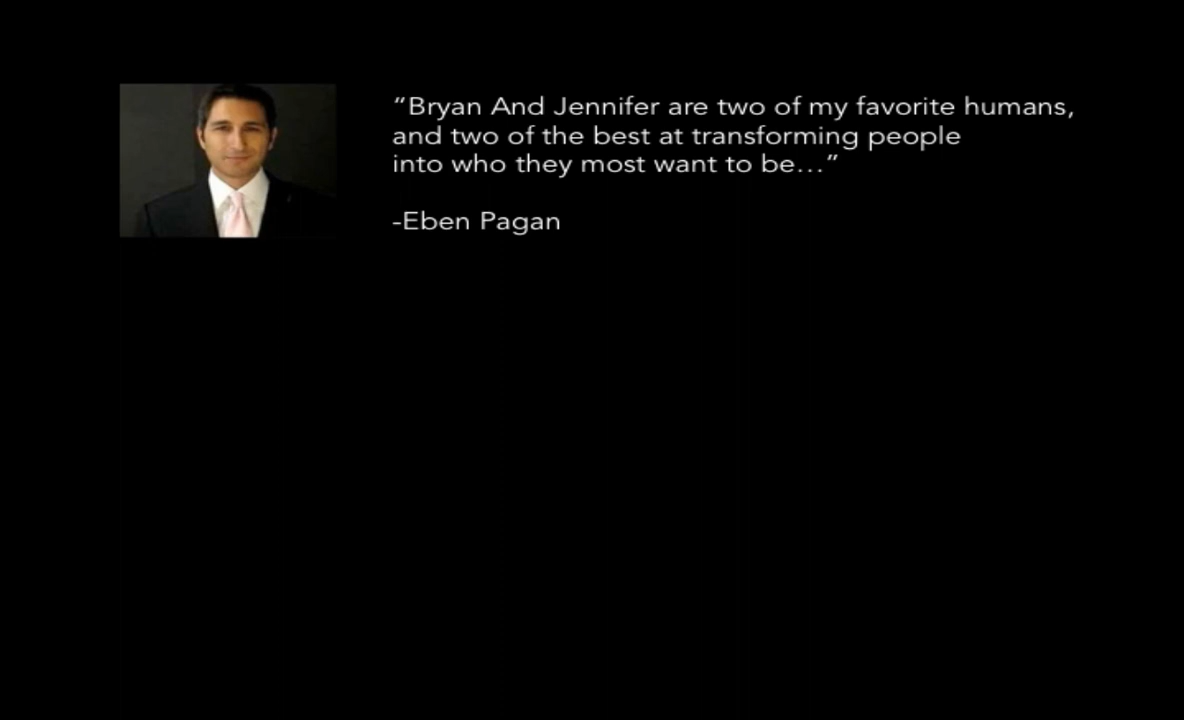 “Bryan And Jennifer are two of my favorite humans,
and two of the best at transforming people
into who they most want to be...”
-Eben Pagan